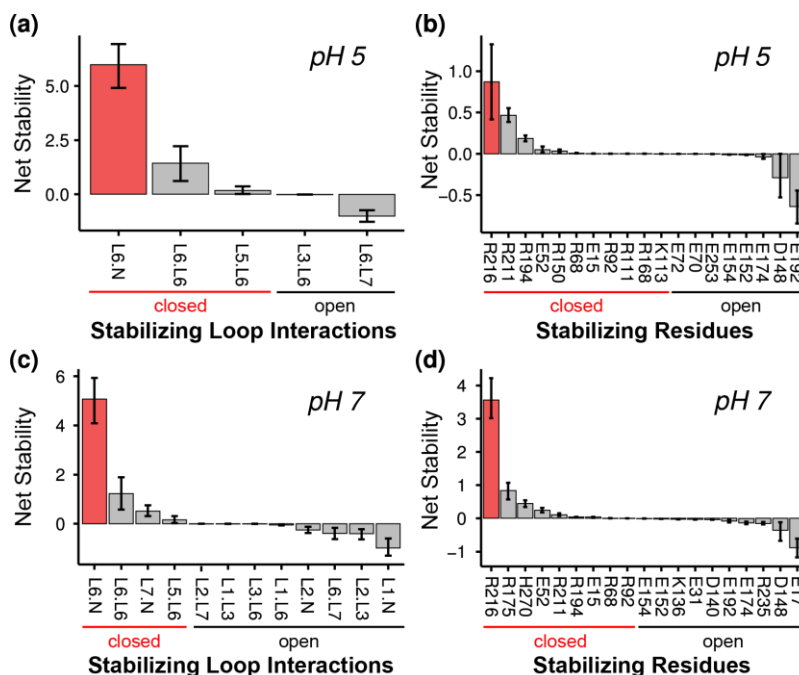 (a)
pH 5
Net Stability
5.0
2.5
0.0
L6.N
L6.L6
L5.L6
L3.L6
L6.L7
closed
open
Stabilizing Loop Interactions
(b)
pH 5
Net Stability
1.0
0.5
0.0
−0.5
R216
R211
R194
E52
R150
R68
E15
R92
R111
R168
K113
E72
E70
E253
E154
E152
E174
D148
E192
closed
open
Stabilizing Residues
(c)
pH 7
Net Stability
6
4
2
0
L6.N
L6.L6
L7.N
L5.L6
L2.L7
L1.L3
L3.L6
L1.L6
L2.N
L6.L7
L2.L3
L1.N
closed
open
Stabilizing Loop Interactions
(d)
pH 7
Net Stability
4
3
2
1
0
−1
R216
R175
H270
E52
R211
R194
E15
R68
R92
E154
E152
K136
E31
D140
E192
E174
R235
D148
E17
closed
open
Stabilizing Residues